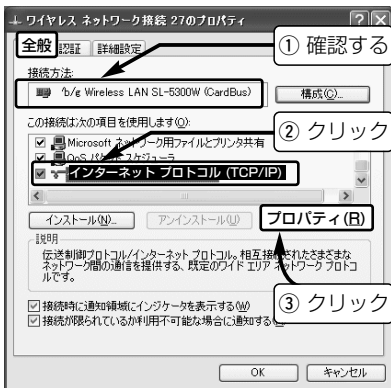 ワイヤレス ネットワーク接続 27のプロパティ
全般 認証 詳細設定
① 確認する
接続方法:
b/g Wireless LAN SL-5300W (CardBus)
構成(C)...
この接続は次の項目を使用します(O):
② クリック
Microsoft ネットワーク用ファイルとプリンタ共有
QoS パケット スケジューラ
インターネット プロトコル (TCP/IP)
インストール(N)... アンインストール(U) プロパティ(R)
説明
伝送制御プロトコル/インターネット プロトコル。相互接続されたさまざまな
ネットワーク間の通信を提供する、既定のワイド エリア ネットワーク プロトコ
ルです。
③ クリック
接続時に通知領域にインジケータを表示する(W)
接続が限られているか利用不可能な場合に通知する
OK キャンセル